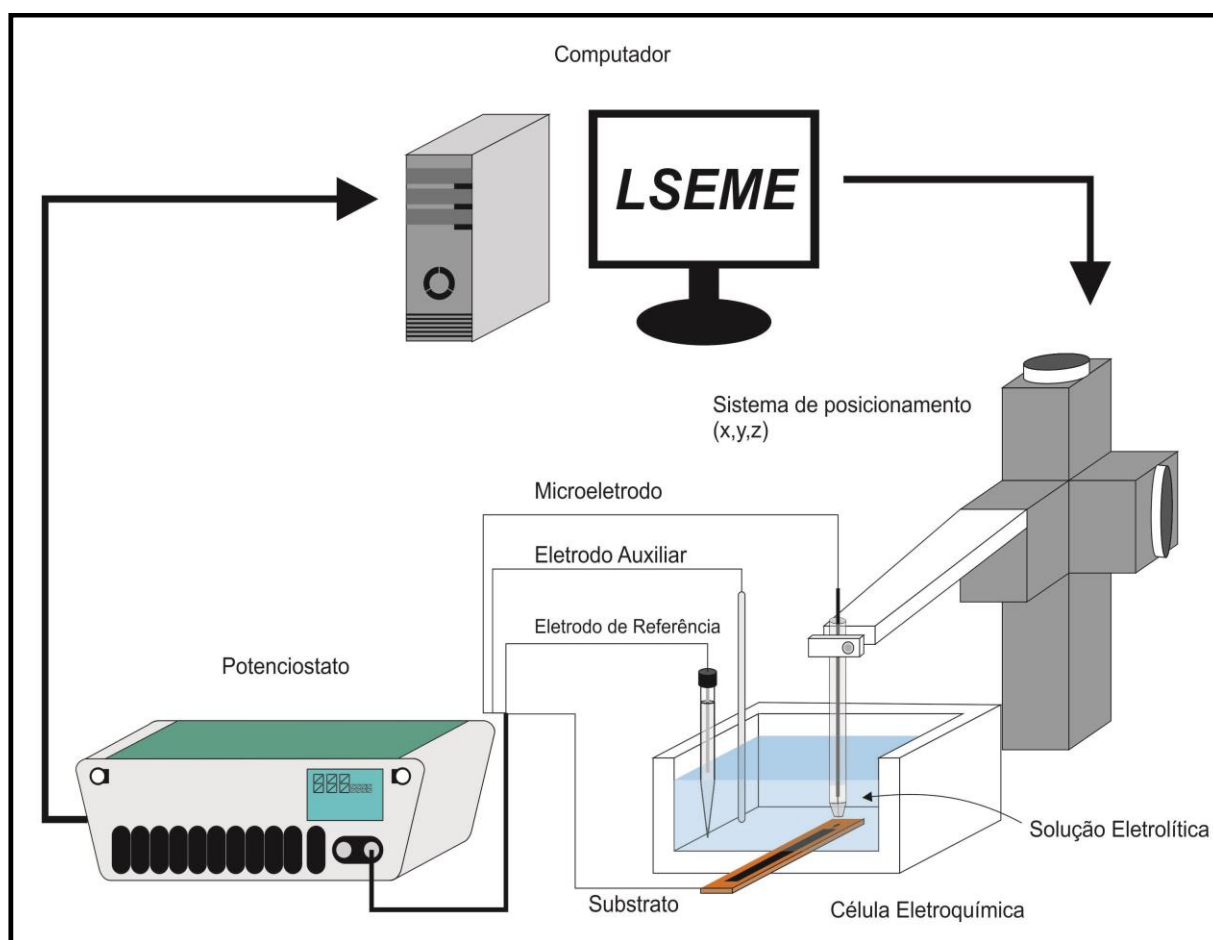 Computador
LSEME
Sistema de posicionamento
(x,y,z)
Microeletrodo
Eletrodo Auxiliar
Eletrodo de Referência
Potenciostato
Solução Eletrolítica
Substrato
Célula Eletroquímica